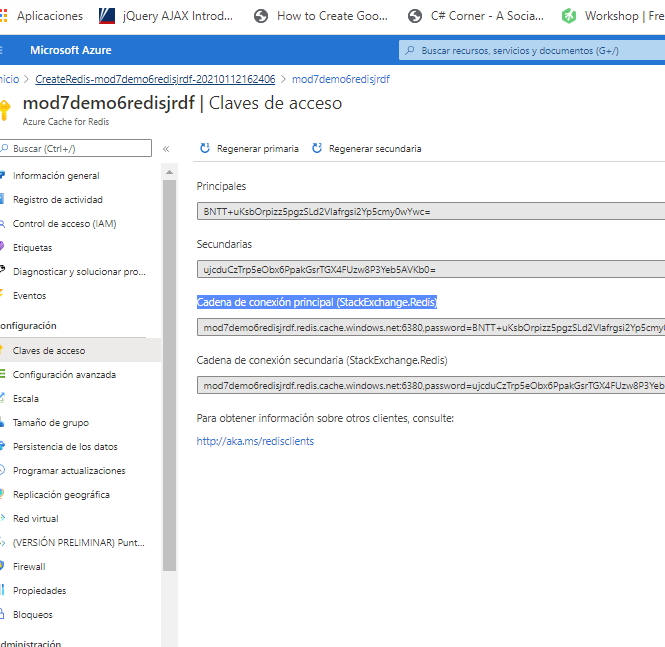 Aplicaciones jQuery AJAX Introd... How to Create Goo... C# Corner - A Socia... Workshop | Fre
Microsoft Azure
Buscar recursos, servicios y documentos (G+/)
nicio > CreateRedis-mod7demo6redisjrdf-20210112162406 > mod7demo6redisjrdf
mod7demo6redisjrdf | Claves de acceso
Azure Cache for Redis
Buscar (Ctrl+/)
«
Regenerar primaria
Regenerar secundaria
Información general
Registro de actividad
Control de acceso (IAM)
Etiquetas
Diagnosticar y solucionar pro...
Eventos
onfiguración
Claves de acceso
Configuración avanzada
Escala
Tamaño de grupo
Persistencia de los datos
Programar actualizaciones
Replicación geográfica
Red virtual
(VERSIÓN PRELIMINAR) Punt...
Firewall
Propiedades
Bloqueos
dministración
Principales
BNTT+uKsbOrpizz5pgzSLd2VIafrgsi2Yp5cmy0wYwc=
Secundarias
ujcduCzTrp5eObx6PpakGsrTGX4FUzw8P3Yeb5AVKb0=
Cadena de conexión principal (StackExchange.Redis)
mod7demo6redisjrdf.redis.cache.windows.net:6380,password=BNTT+uKsbOrpizz5pgzSLd2VIafrgsi2Yp5cmy
Cadena de conexión secundaria (StackExchange.Redis)
mod7demo6redisjrdf.redis.cache.windows.net:6380,password=ujcduCzTrp5eObx6PpakGsrTGX4FUzw8P3Yeb
Para obtener información sobre otros clientes, consulte:
http://aka.ms/redisclients